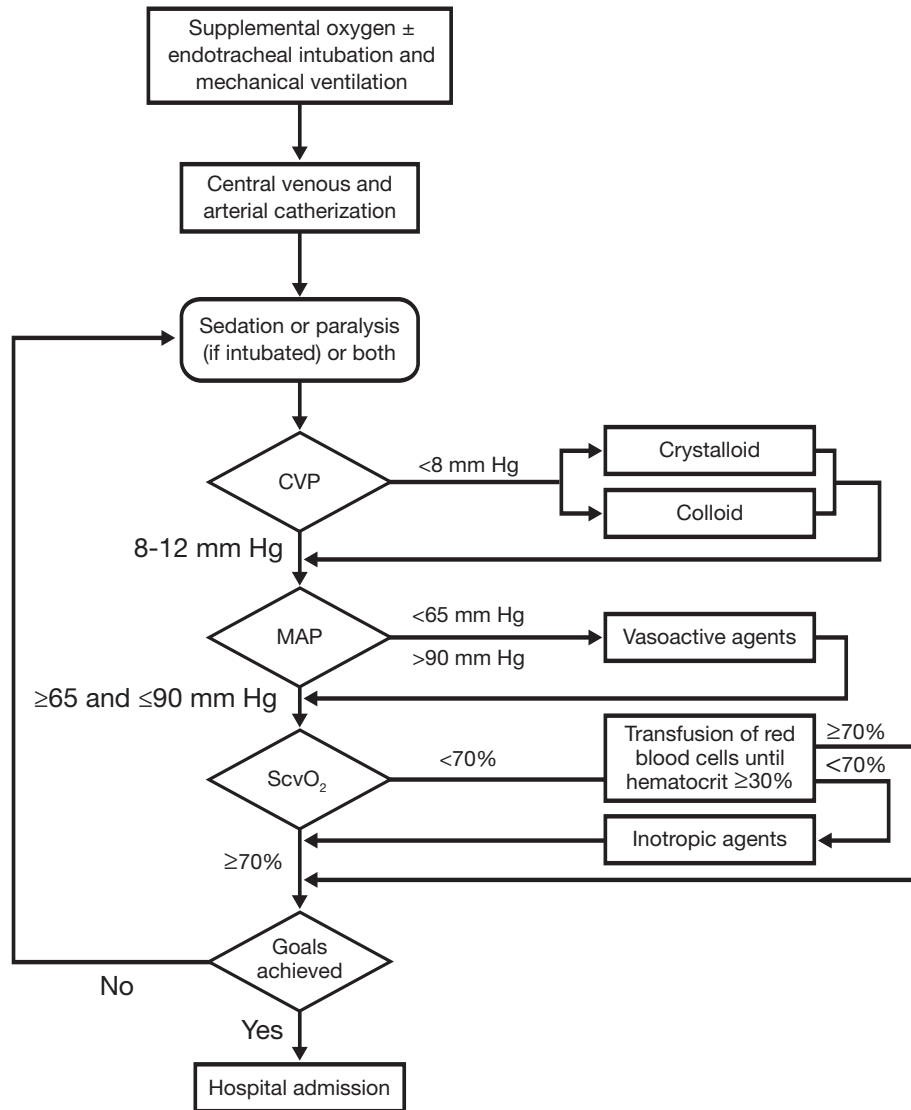 Supplemental oxygen ±
endotracheal intubation and
mechanical ventilation
Central venous and
arterial catherization
Sedation or paralysis
(if intubated) or both
CVP
<8 mm Hg
Crystalloid
Colloid
8-12 mm Hg
MAP
<65 mm Hg
>90 mm Hg
Vasoactive agents
≥65 and ≤90 mm Hg
ScvO₂
<70%
Transfusion of red
blood cells until
hematocrit ≥30%
≥70%
<70%
Inotropic agents
≥70%
Goals
achieved
No
Yes
Hospital admission